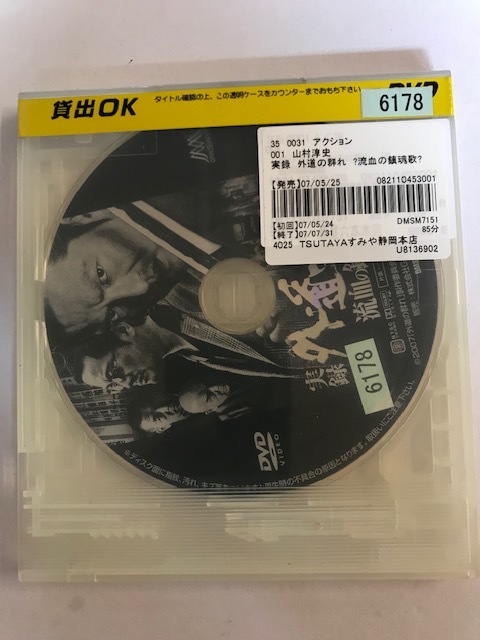 貸出OK
タイトル確認の上、この透明ケースをカウンターまでおもち下さい。
DVD
6178
35 0031 アクション
001 山村淳史
実録 外道の群れ ?流血の鎮魂歌?
【発売】07/05/25
082110453001
【初回】07/05/24
DMSM7151
【終了】07/07/31
85分
4025 TSUTAYAすみや静岡本店
U8136902
実録
外道
流血の
6178
DVD
VIDEO